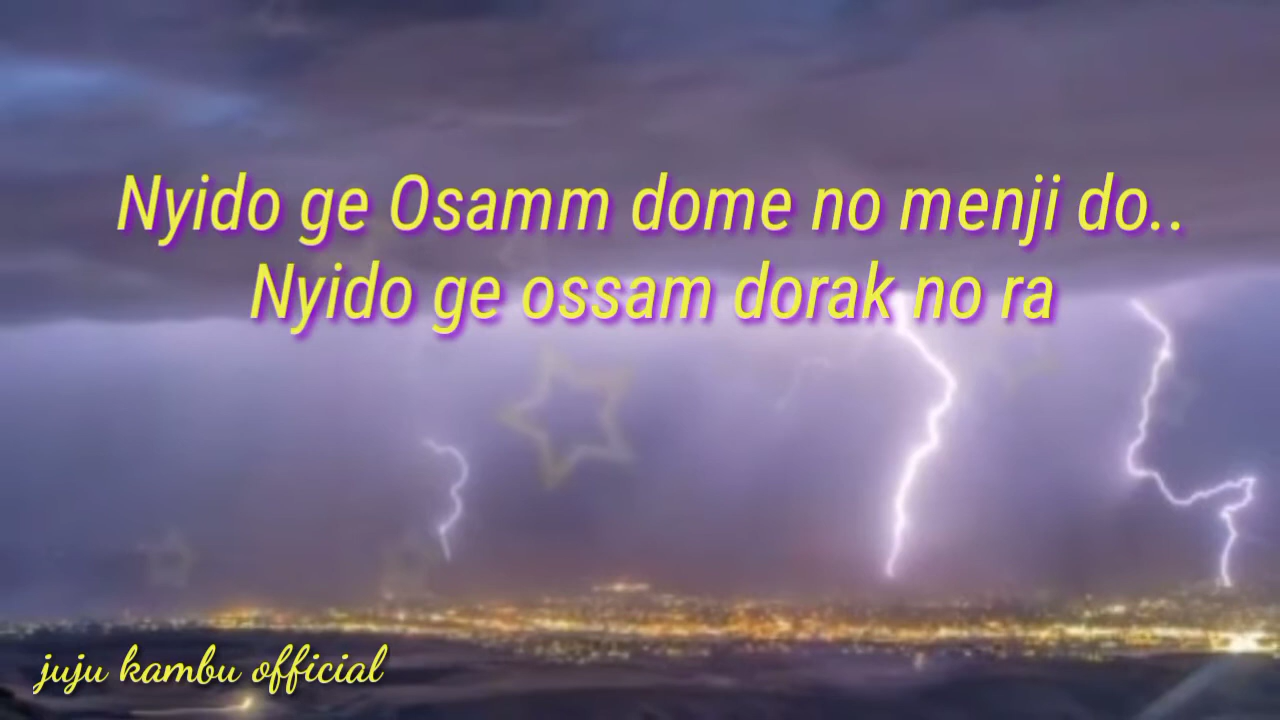 Nyido ge Osamm dome no menji do..
Nyido ge ossam dorak no ra
juju kambu official